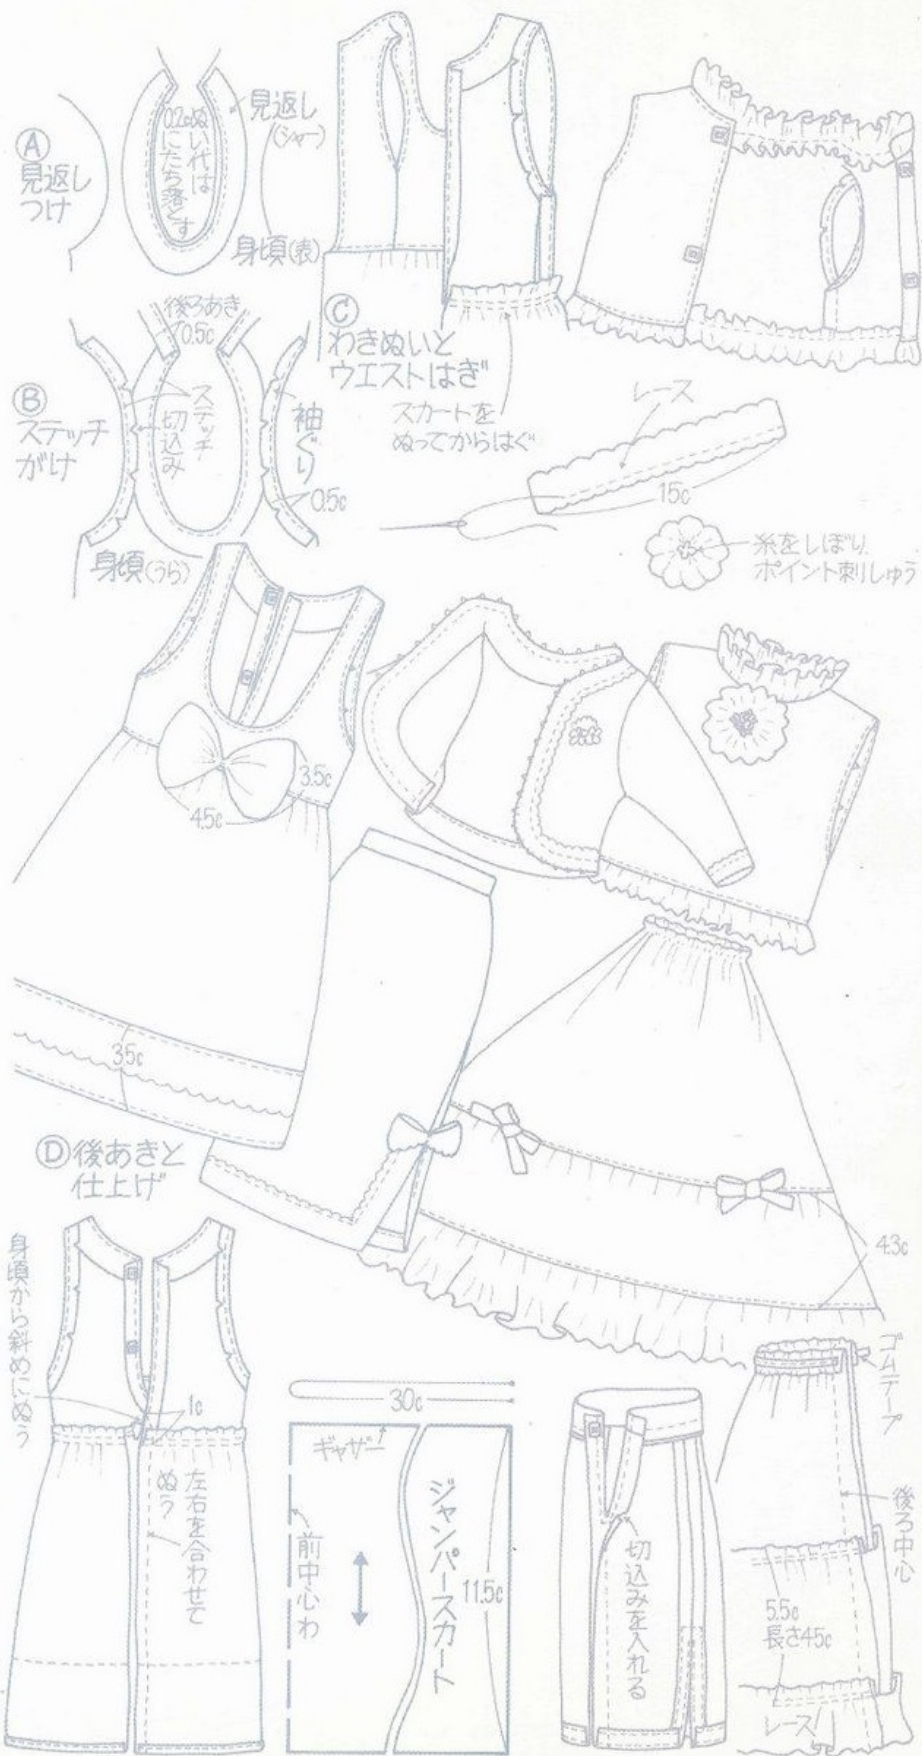 Ⓐ
見返し
つけ
0.2cぬい代は
にたち落とす
見返し
(シャー)
身頃(表)
後ろあき
0.5c
Ⓑ
ステッチ
がけ
ステッチ
切込み
袖ぐり
0.5c
身頃(うら)
Ⓒ
わきぬいと
ウエストはぎ
スカートを
ぬってからはぐ
レース
15c
糸をしぼり
ポイント刺しゅう
3.5c
4.5c
3.5c
4.3c
Ⓓ後あきと
仕上げ
身頃から斜めにぬう
1c
左右を合わせて
ぬう
30c
ギャザー
前中心わ
ジャンパースカート
11.5c
切込みを入れる
ゴムテープ
後ろ中心
5.5c
長さ45c
レース